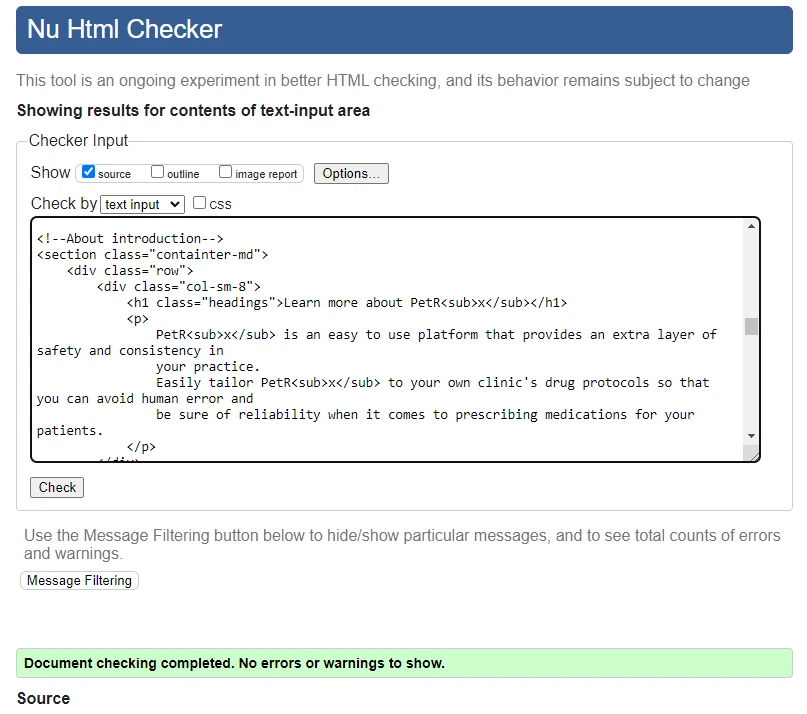 Nu Html Checker
This tool is an ongoing experiment in better HTML checking, and its behavior remains subject to change
Showing results for contents of text-input area
Checker Input
Show source outline image report Options...
Check by text input css
<!--About introduction-->
<section class="containter-md">
<div class="row">
<div class="col-sm-8">
<h1 class="headings">Learn more about PetR<sub>x</sub></h1>
<p>
PetR<sub>x</sub> is an easy to use platform that provides an extra layer of
safety and consistency in
your practice.
Easily tailor PetR<sub>x</sub> to your own clinic's drug protocols so that
you can avoid human error and
be sure of reliability when it comes to prescribing medications for your
patients.
</p>
</div>
Check
Use the Message Filtering button below to hide/show particular messages, and to see total counts of errors
and warnings.
Message Filtering
Document checking completed. No errors or warnings to show.
Source